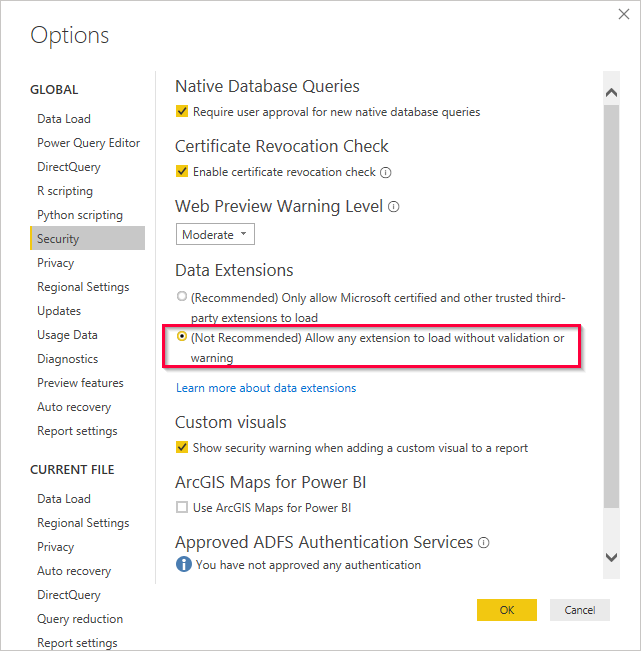 Options
GLOBAL
Data Load
Power Query Editor
DirectQuery
R scripting
Python scripting
Security
Privacy
Regional Settings
Updates
Usage Data
Diagnostics
Preview features
Auto recovery
Report settings
CURRENT FILE
Data Load
Regional Settings
Privacy
Auto recovery
DirectQuery
Query reduction
Report settings
Native Database Queries
Require user approval for new native database queries
Certificate Revocation Check
Enable certificate revocation check
Web Preview Warning Level
Moderate
Data Extensions
(Recommended) Only allow Microsoft certified and other trusted third-
party extensions to load
(Not Recommended) Allow any extension to load without validation or
warning
Learn more about data extensions
Custom visuals
Show security warning when adding a custom visual to a report
ArcGIS Maps for Power BI
Use ArcGIS Maps for Power BI
Approved ADFS Authentication Services
You have not approved any authentication
OK
Cancel